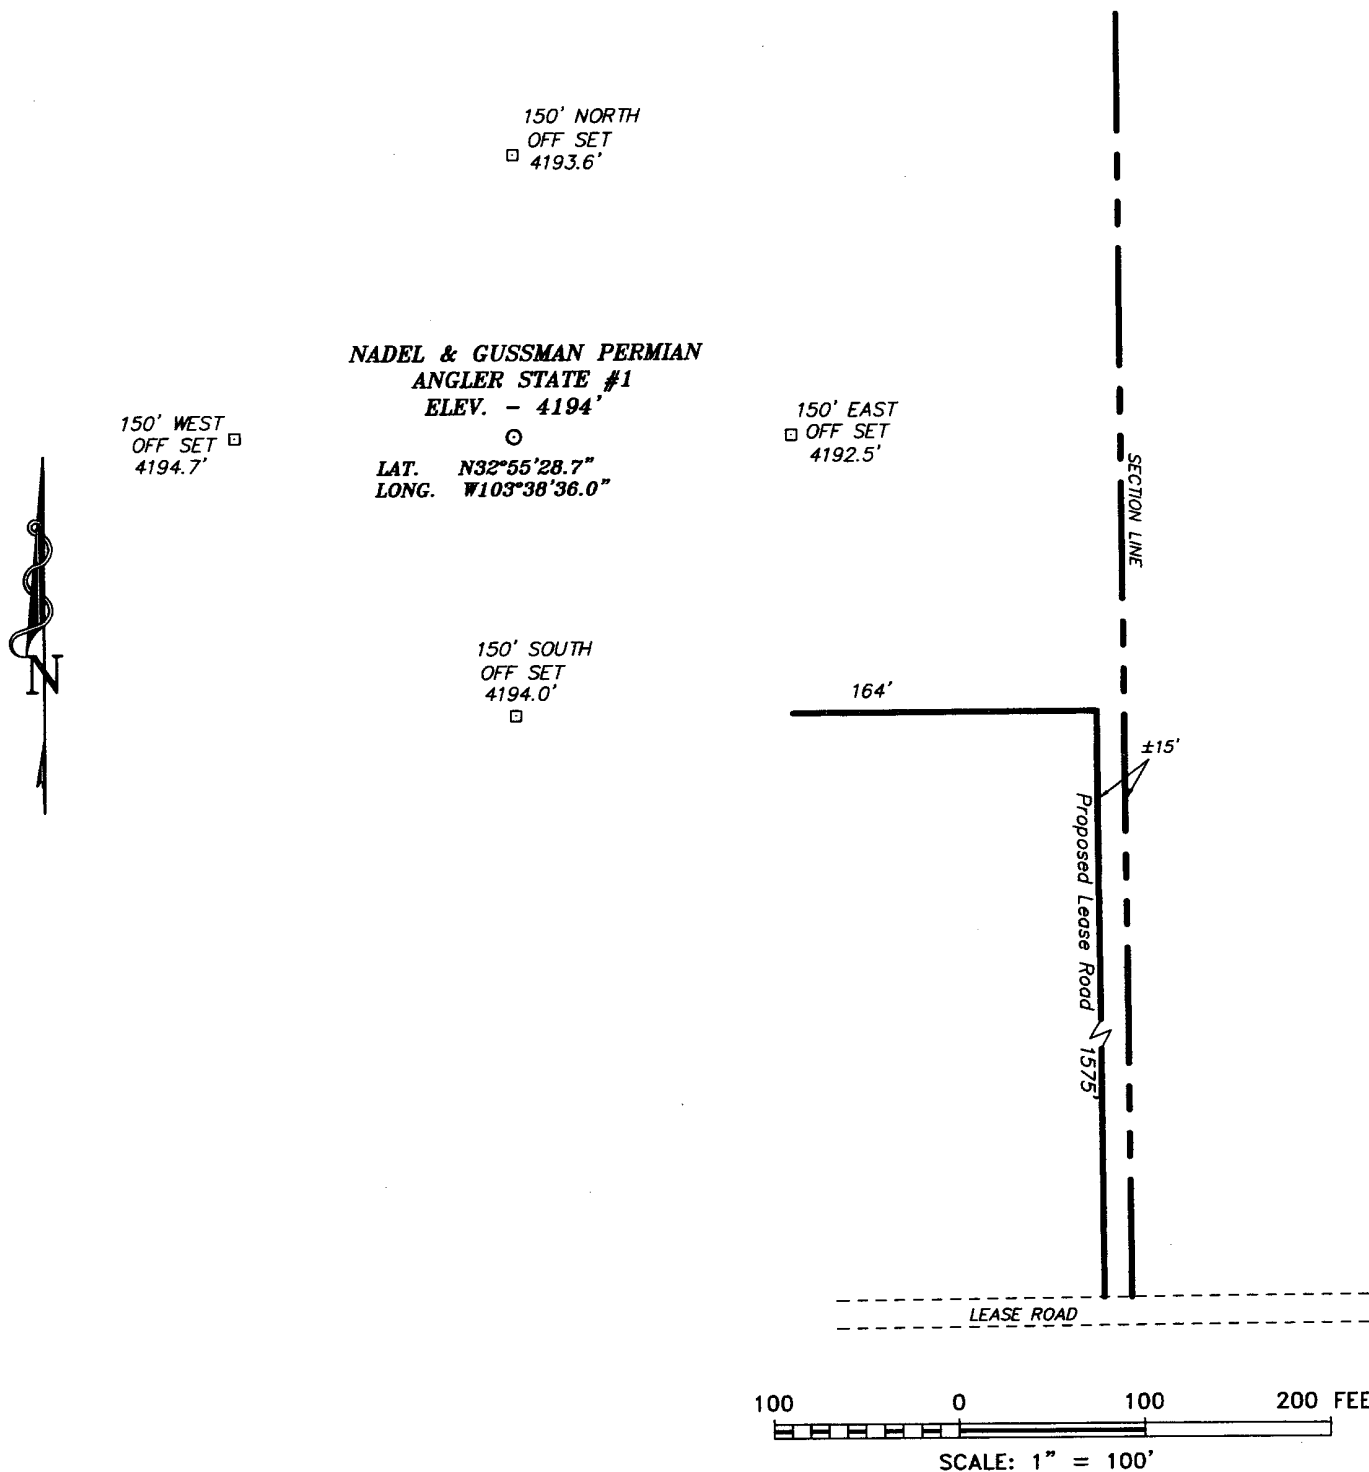 150' NORTH
OFF SET
4193.6'
NADEL & GUSSMAN PERMIAN
ANGLER STATE #1
ELEV. - 4194'
150' WEST
OFF SET
4194.7'
150' EAST
OFF SET
4192.5'
LAT. N32°55'28.7"
LONG. W103°38'36.0"
SECTION LINE
N
150' SOUTH
OFF SET
4194.0'
164'
±15'
Proposed Lease Road
1575'
LEASE ROAD
100 0 100 200 FEE
SCALE: 1" = 100'